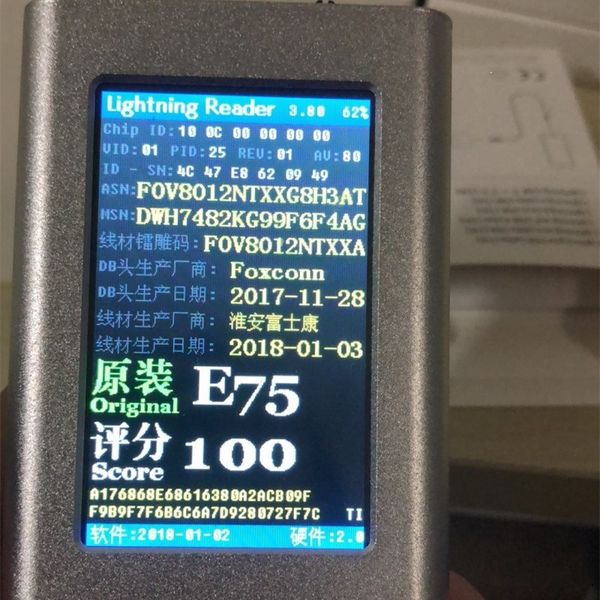 Lightning Reader 3.80 62%
Chip ID:10 0C 00 00 00 00
VID:01 PID:25 REV:01 AV:80
ID - SN:4C 47 E8 62 09 49
ASN:F0V8012NTXXG8H3AT
MSN:DWH7482KG99F6F4AG
线材镭雕码:F0V8012NTXXA
DB头生产厂商:Foxconn
DB头生产日期:2017-11-28
线材生产厂商:淮安富士康
线材生产日期:2018-01-03
原装 E75
Original
评分 100
Score
A176868E68616380A2ACB09F
F9B9F7F6B6C6A7D9280727F7C TI
软件:2018-01-02 硬件:2.0